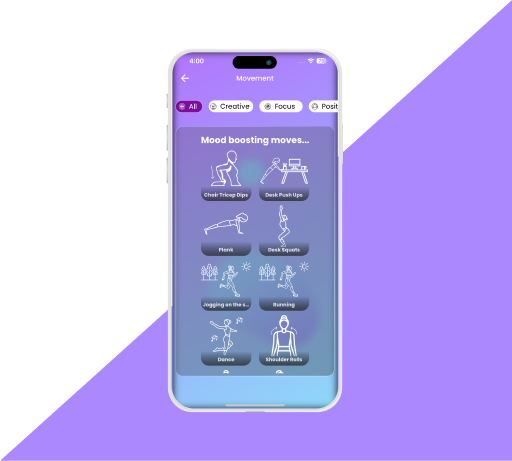 4:00
Movement
All Creative Focus Posit
Mood boosting moves...
Chair Tricep Dips Desk Push Ups
Plank Desk Squats
Jogging on the s... Running
Dance Shoulder Rolls